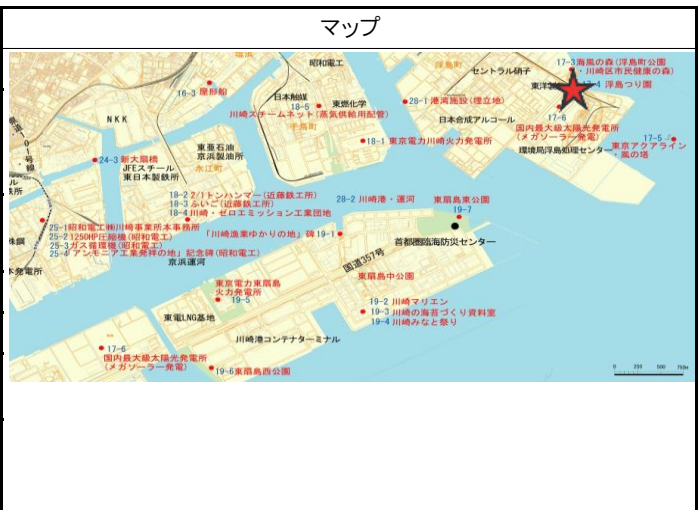 マップ
昭和電工
浮島町
セントラル硝子
17-3 海風の森(浮島町公園
・川崎区市民健康の森)
東洋
17-4 浮島つり園
16-3 屋形船
日本触媒
18-5
東燃化学
川崎スチームネット(蒸気供給用配管)
千鳥町
28-1 港湾施設(埋立地)
日本合成アルコール
17-6
国内最大級太陽光発電所
(メガソーラー発電)
環境局浮島処理センター
17-5
東京アクアライン
・風の塔
NKK
18-1 東京電力川崎火力発電所
東亜石油
京浜製油所
24-3 新大扇橋
JFEスチール
東日本製鉄所
水江町
18-2 2/1トンハンマー(近藤鉄工所)
18-3 ふいご(近藤鉄工所)
18-4 川崎・ゼロエミッション工業団地
28-2 川崎港・運河
東扇島東公園
19-7
25-1 昭和電工㈱川崎事業所本事務所
25-2 1250HP圧縮機(昭和電工)
25-3 ガス循環機(昭和電工)
25-4 「アンモニア工業発祥の地」記念碑(昭和電工)
「川崎漁業ゆかりの地」碑 19-1
首都圏臨海防災センター
京浜運河
国道357号
東扇島中公園
東京電力東扇島
火力発電所
19-5
19-2 川崎マリエン
19-3 川崎の海苔づくり資料室
19-4 川崎みなと祭り
東電LNG基地
川崎港コンテナターミナル
17-6
国内最大級太陽光発電所
(メガソーラー発電)
19-6 東扇島西公園
0 250 500 750M